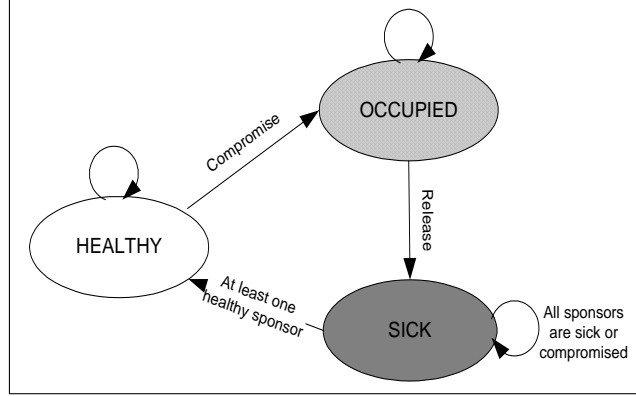 OCCUPIED
Compromise
HEALTHY
Release
At least one
healthy sponsor
SICK
All sponsors
are sick or
compromised